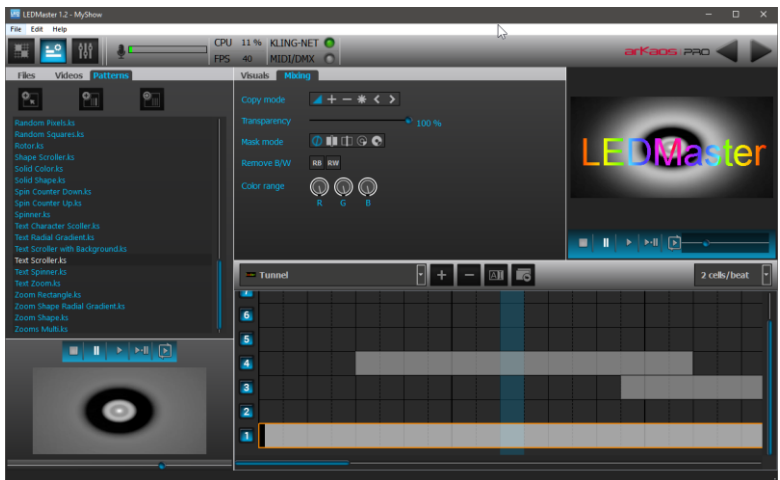 LEDMaster 1.2 - MyShow
File Edit Help
CPU 11 % KLING-NET
FPS 40 MIDI/DMX
arKaos PRO
Files Videos Patterns
Random Pixels.ks
Random Squares.ks
Rotor.ks
Shape Scroller.ks
Solid Color.ks
Solid Shape.ks
Spin Counter Down.ks
Spin Counter Up.ks
Spinner.ks
Text Character Scoller.ks
Text Radial Gradient.ks
Text Scroller with Background.ks
Text Scroller.ks
Text Spinner.ks
Text Zoom.ks
Zoom Rectangle.ks
Zoom Shape Radial Gradient.ks
Zoom Shape.ks
Zooms Multi.ks
Visuals Mixing
Copy mode
Transparency 100 %
Mask mode
Remove B/W RB RW
Color range
R G B
LEDMaster
Tunnel
2 cells/beat
7
6
5
4
3
2
1